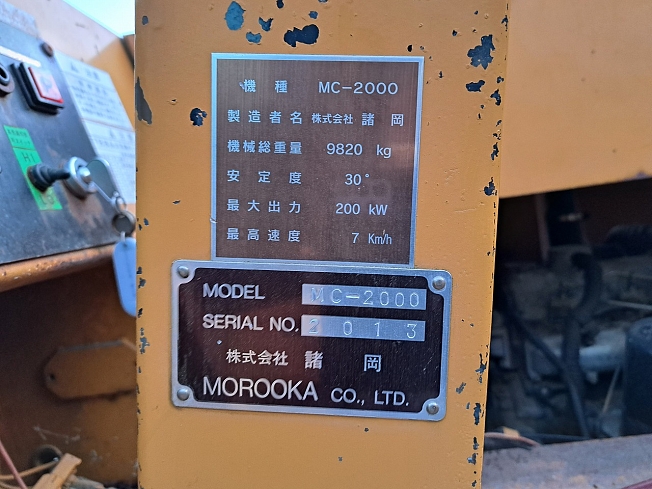 機種 MC-2000
製造者名 株式会社 諸岡
機械総重量 9820 kg
安定度 30°
最大出力 200 kW
最高速度 7 Km/h
MODEL MC-2000
SERIAL NO. 2013
株式会社 諸岡
MOROOKA CO., LTD.
HI